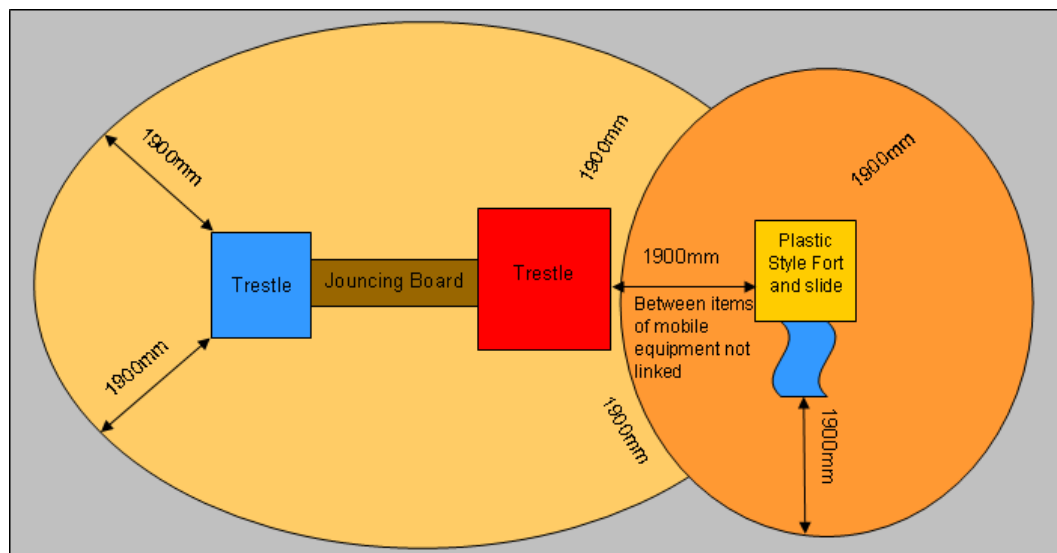 1900mm
1900mm
1900mm
Trestle
Jouncing Board
Trestle
1900mm
Plastic
Style Fort
and slide
Between items
of mobile
equipment not
linked
1900mm
1900mm
1900mm